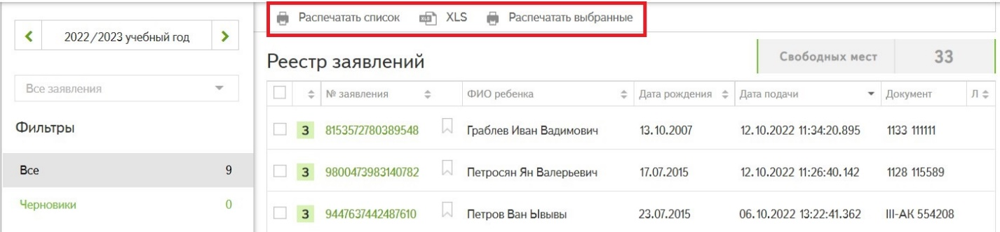 Распечатать список XLS Распечатать выбранные
2022/2023 учебный год
Реестр заявлений
Свободных мест 33
Все заявления
№ заявления ФИО ребенка Дата рождения Дата подачи Документ Л
Фильтры
З 8153572780389548 Граблев Иван Вадимович 13.10.2007 12.10.2022 11:34:20.895 1133 111111
Все 9
З 9800473983140782 Петросян Ян Валерьевич 17.07.2015 12.10.2022 11:26:40.142 1128 115589
Черновики 0
З 9447637442487610 Петров Ван Ывывы 23.07.2015 06.10.2022 13:22:41.362 III-АК 554208